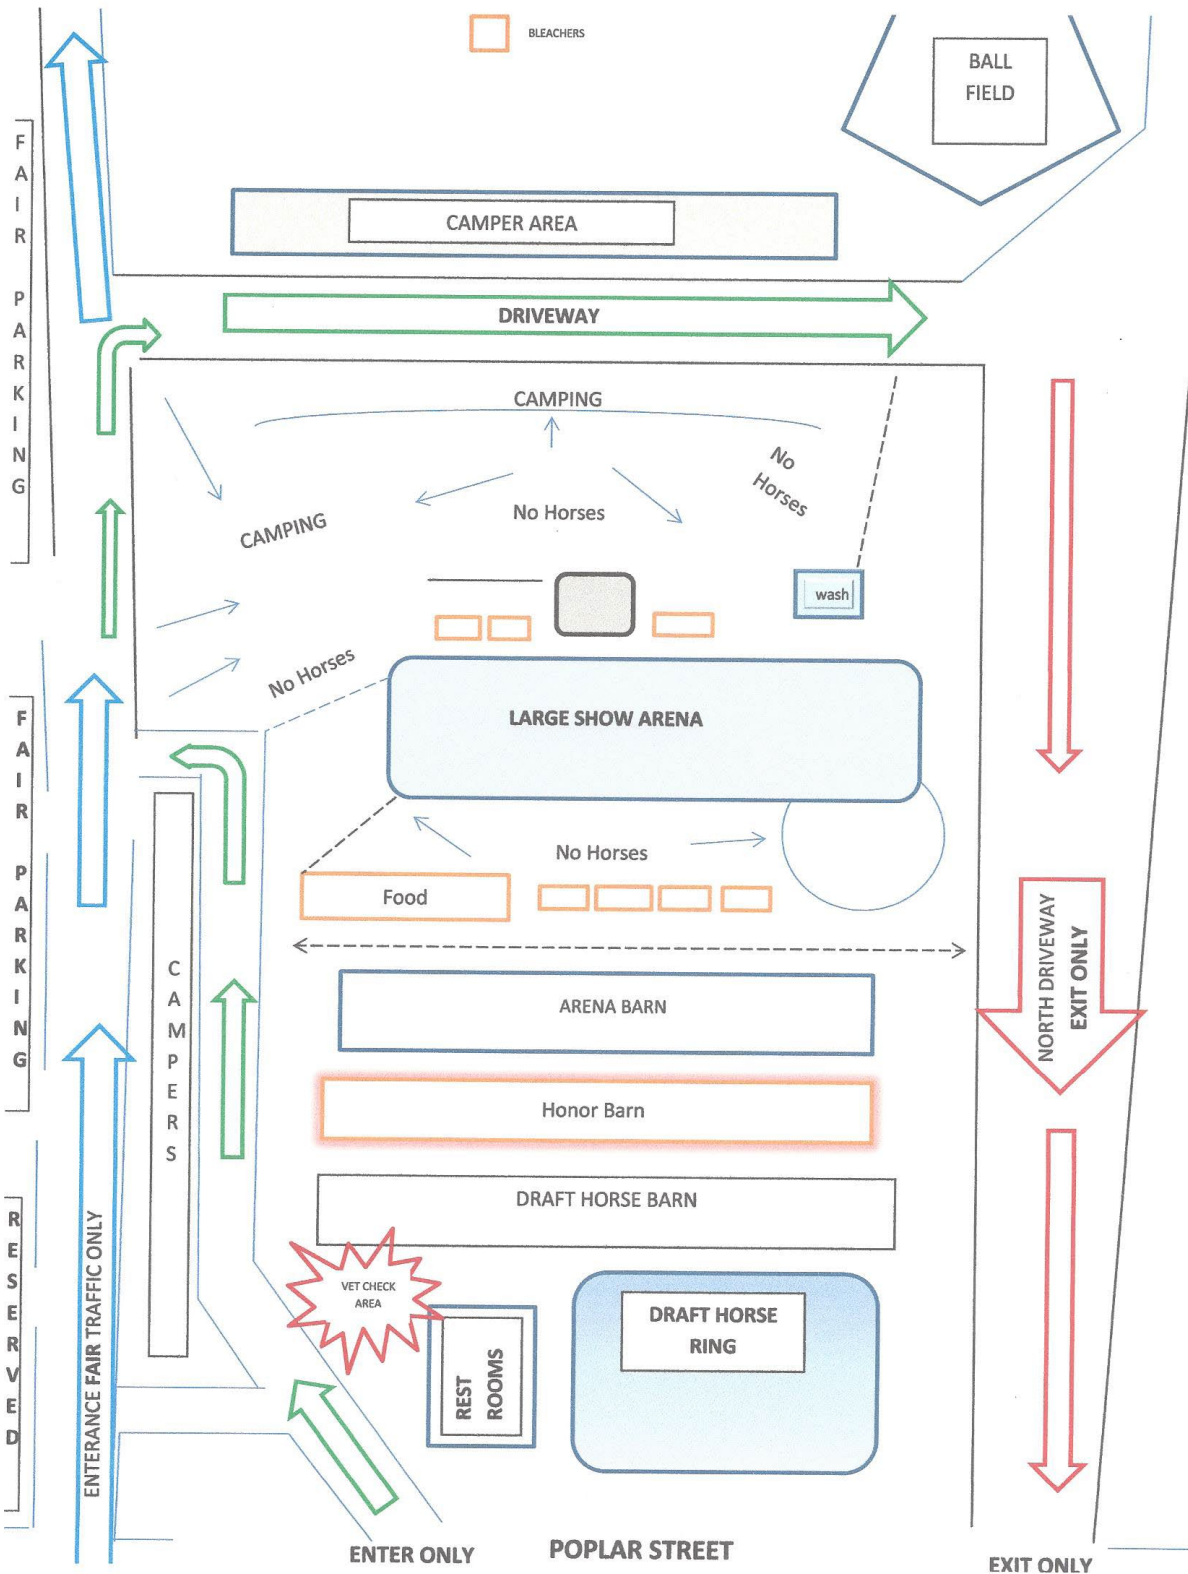 BLEACHERS
BALL
FIELD
FAIR PARKING
CAMPER AREA
DRIVEWAY
CAMPING
No
Horses
No Horses
CAMPING
wash
No Horses
LARGE SHOW ARENA
FAIR PARKING
No Horses
Food
CAMPERS
NORTH DRIVEWAY
EXIT ONLY
ARENA BARN
Honor Barn
DRAFT HORSE BARN
RESERVED
ENTERANCE FAIR TRAFFIC ONLY
VET CHECK
AREA
DRAFT HORSE
RING
REST
ROOMS
ENTER ONLY
POPLAR STREET
EXIT ONLY